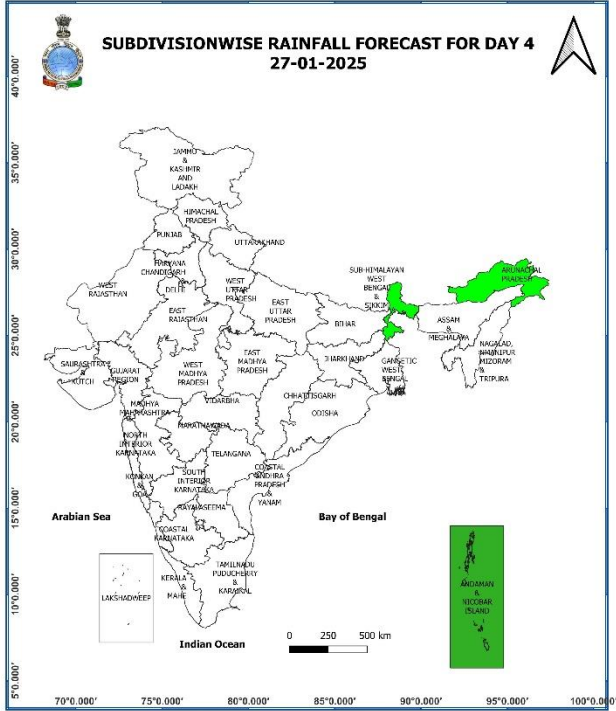 SUBDIVISIONWISE RAINFALL FORECAST FOR DAY 4
27-01-2025
40°0.000'
35°0.000'
30°0.000'
25°0.000'
20°0.000'
15°0.000'
10°0.000'
5°0.000'
JAMMO
&
KASHMIR
AND
LADAKH
HIMACHAL
PRADESH
PUNJAB
UTTARAKHAND
HARYANA
CHANDIGARH
&
DELHI
WEST
RAJASTHAN
WEST
UTTAR
PRADESH
EAST
RAJASTHAN
EAST
UTTAR
PRADESH
SUB-HIMALAYAN
WEST
BENGAL
&
SIKKIM
ARUNACHAL
PRADESH
BIHAR
ASSAM
&
MEGHALAYA
NAGALAD,
MANIPUR
MIZORAM
&
TRIPURA
SAURASHTRA
&
KUTCH
GUJARAT
REGION
WEST
MADHYA
PRADESH
EAST
MADHYA
PRADESH
JHARKHAND
GANGETIC
WEST
BENGAL
MADHYA
MAHARASHTRA
VIDARBHA
CHHATTISGARH
ODISHA
MARATHAWADA
NORTH
INTERIOR
KARNATAKA
TELANGANA
KONKAN
&
GOA
SOUTH
INTERIOR
KARNATAKA
COASTAL
ANDHRA
PRADESH
&
YANAM
RAYALASEEMA
COASTAL
KARNATAKA
Arabian Sea
Bay of Bengal
LAKSHADWEEP
KERALA
&
MAHE
TAMILNADU
PUDUCHERRY
&
KARAIKAL
ANDAMAN
&
NICOBAR
ISLAND
Indian Ocean
0 250 500 km
70°0.000' 75°0.000' 80°0.000' 85°0.000' 90°0.000' 95°0.000' 100°0.000'